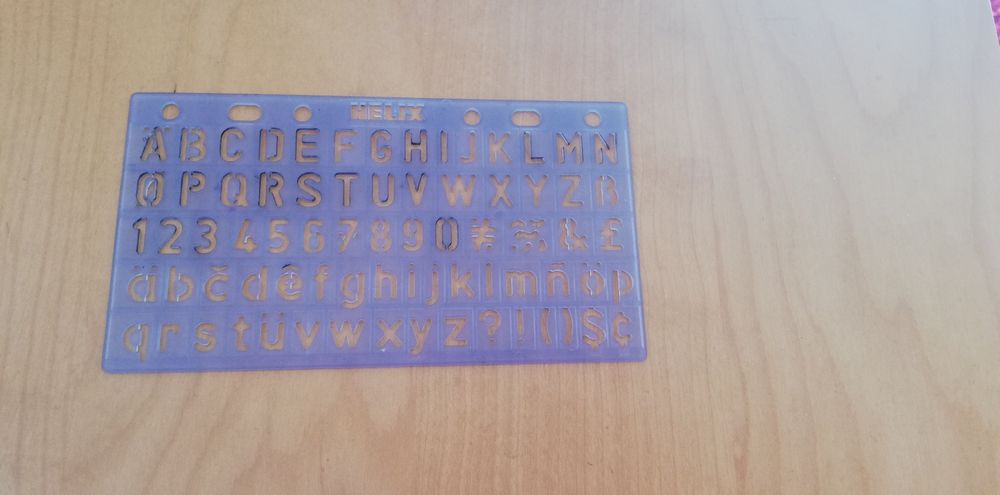 HELIX
ÄBCDEFGHIJKLMN
ØPQRSTUVWXYZß
1234567890 & £
äbčdêfghijklmñöp
qrstüvwxyz?!()$¢